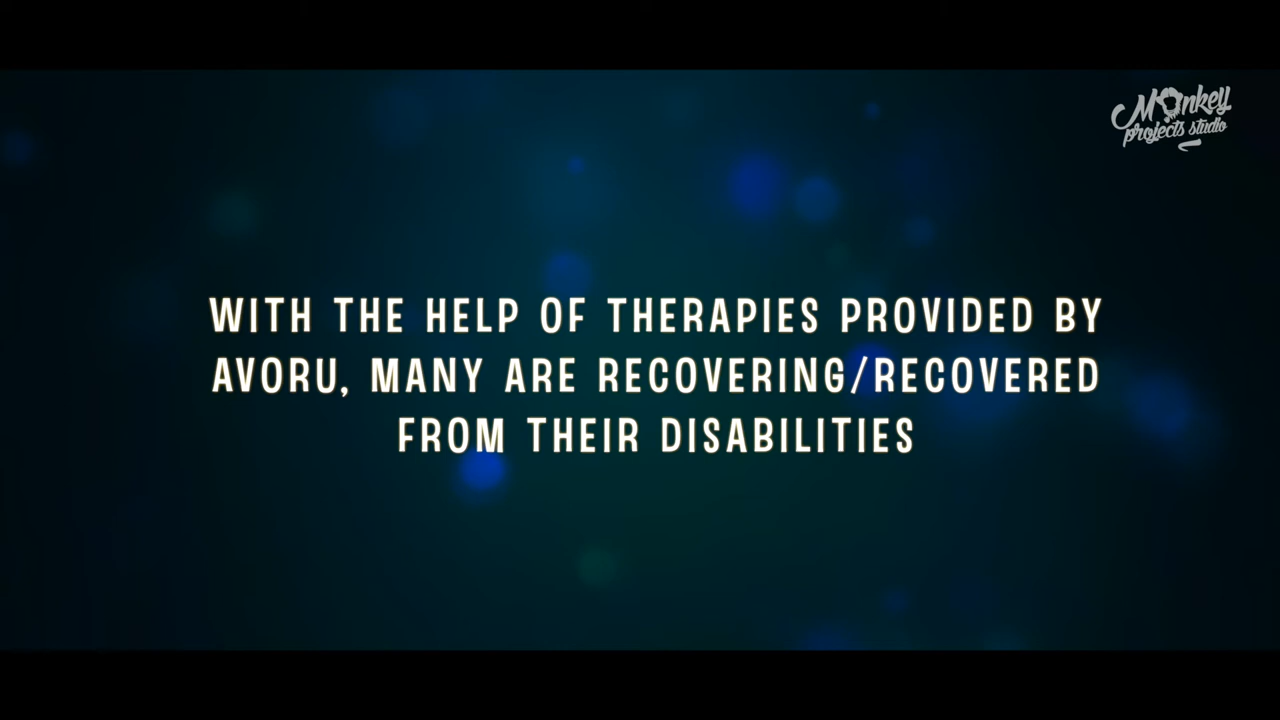 Monkey
projects studio
WITH THE HELP OF THERAPIES PROVIDED BY
AVORU, MANY ARE RECOVERING/RECOVERED
FROM THEIR DISABILITIES